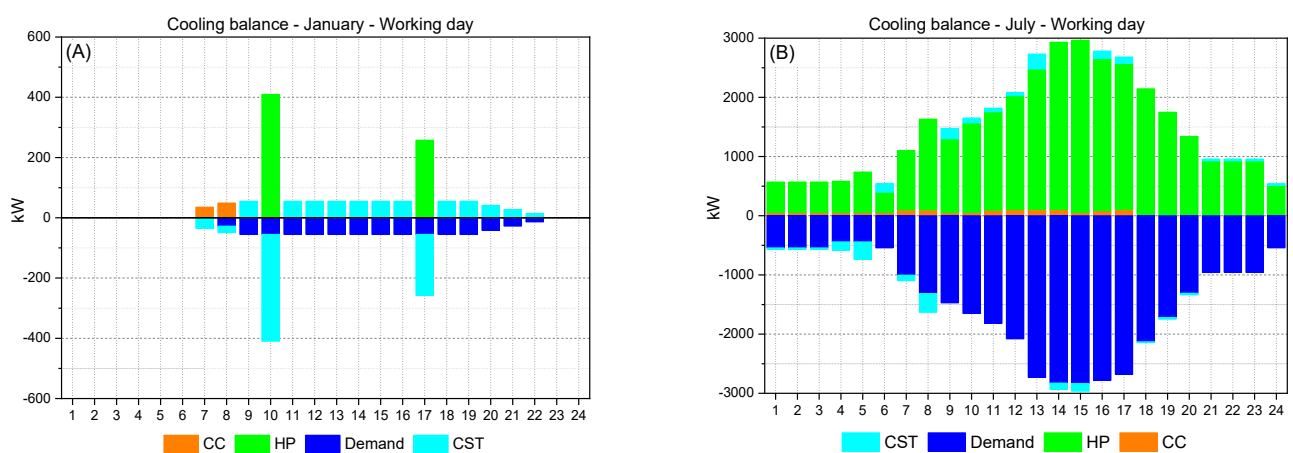 Cooling balance - January - Working day
(A)
600
400
200
0
-200
-400
-600
kW
1 2 3 4 5 6 7 8 9 10 11 12 13 14 15 16 17 18 19 20 21 22 23 24
CC HP Demand CST
Cooling balance - July - Working day
(B)
3000
2000
1000
0
-1000
-2000
-3000
kW
1 2 3 4 5 6 7 8 9 10 11 12 13 14 15 16 17 18 19 20 21 22 23 24
CST Demand HP CC